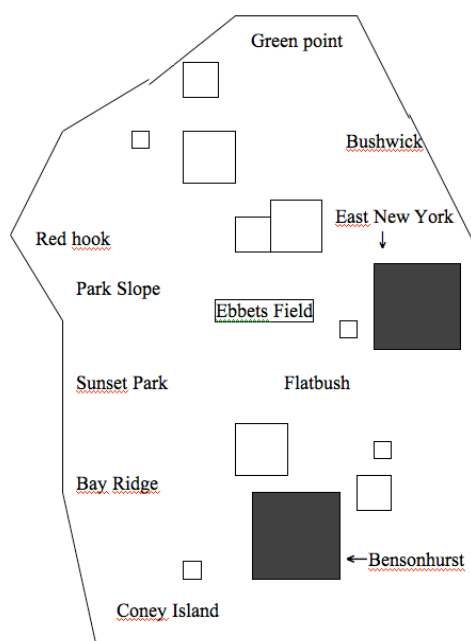 Green point
Bushwick
East New York
Red hook
Park Slope
Ebbets Field
Sunset Park
Flatbush
Bay Ridge
Bensonhurst
Coney Island